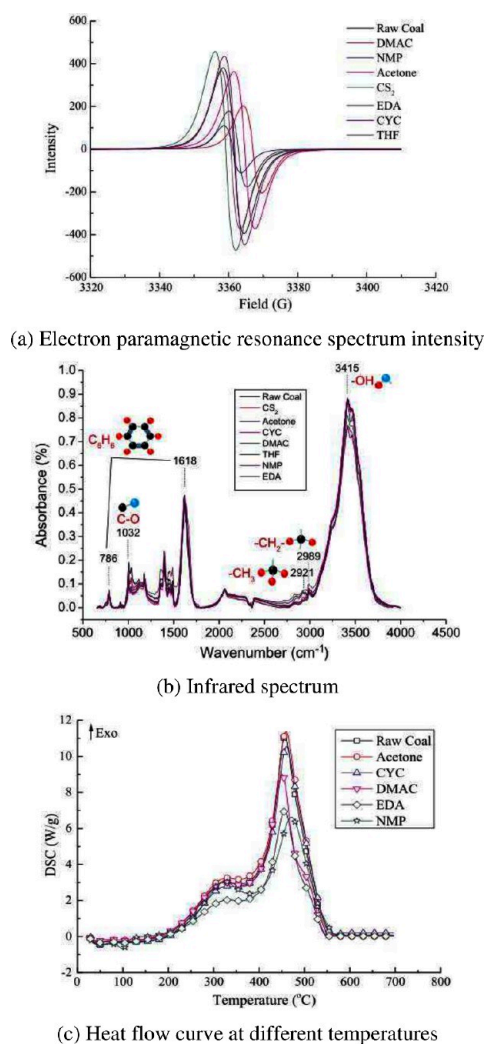 600
400
200
0
-200
-400
-600
Intensity
3320
3340
3360
3380
3400
3420
Field (G)
Raw Coal
DMAC
NMP
Acetone
CS2
EDA
CYC
THF
(a) Electron paramagnetic resonance spectrum intensity
1.0
0.9
0.8
0.7
0.6
0.5
0.4
0.3
0.2
0.1
0.0
Absorbance (%)
3415
-OH
C6H6
1618
C-O
1032
786
-CH2-
2989
-CH3
2921
Raw Coal
CS2
Acetone
CYC
DMAC
THF
NMP
EDA
500
1000
1500
2000
2500
3000
3500
4000
4500
Wavenumber (cm-1)
(b) Infrared spectrum
12
10
8
6
4
2
0
-2
DSC (W/g)
Exo
Raw Coal
Acetone
CYC
DMAC
EDA
NMP
0
100
200
300
400
500
600
700
800
Temperature (°C)
(c) Heat flow curve at different temperatures